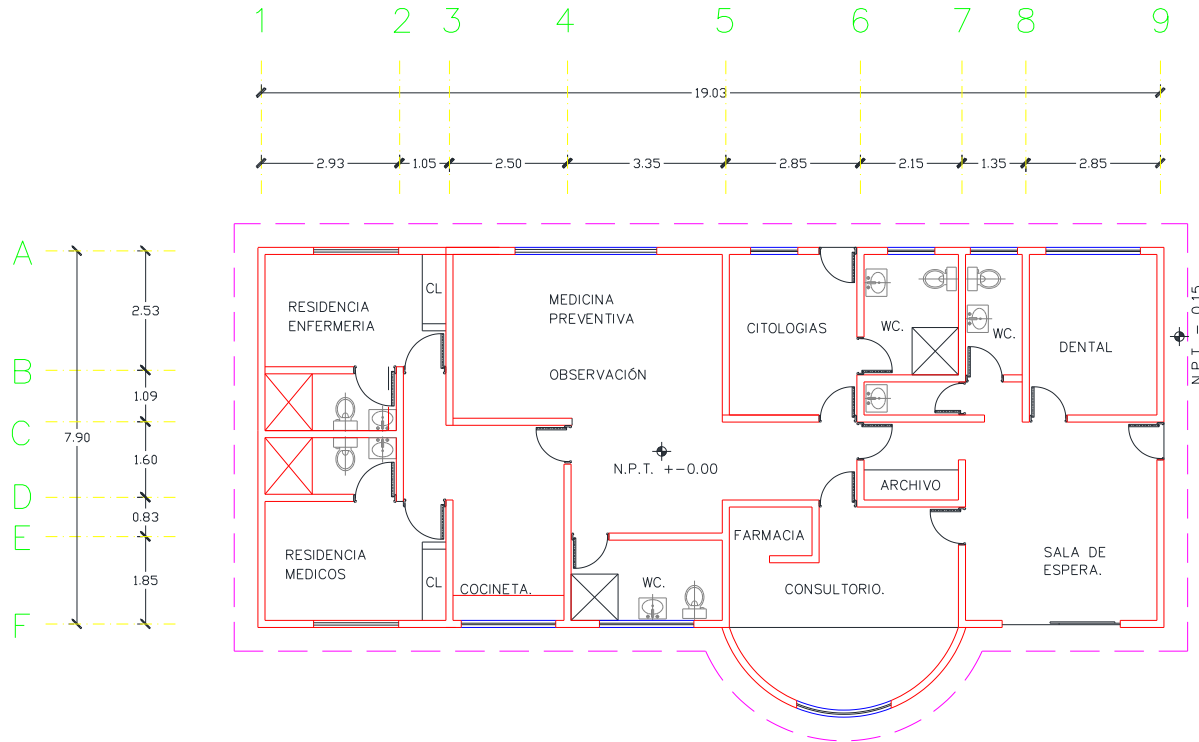 1 2 3 4 5 6 7 8 9
19.03
2.93 1.05 2.50 3.35 2.85 2.15 1.35 2.85
A
B
C
D
E
F
2.53
1.09
7.90
1.60
0.83
1.85
RESIDENCIA
ENFERMERIA
CL
MEDICINA
PREVENTIVA
OBSERVACIÓN
CITOLOGIAS
WC.
WC.
DENTAL
N.P.T. - 0.15
N.P.T. +-0.00
ARCHIVO
RESIDENCIA
MEDICOS
CL
COCINETA.
WC.
FARMACIA
CONSULTORIO.
SALA DE
ESPERA.